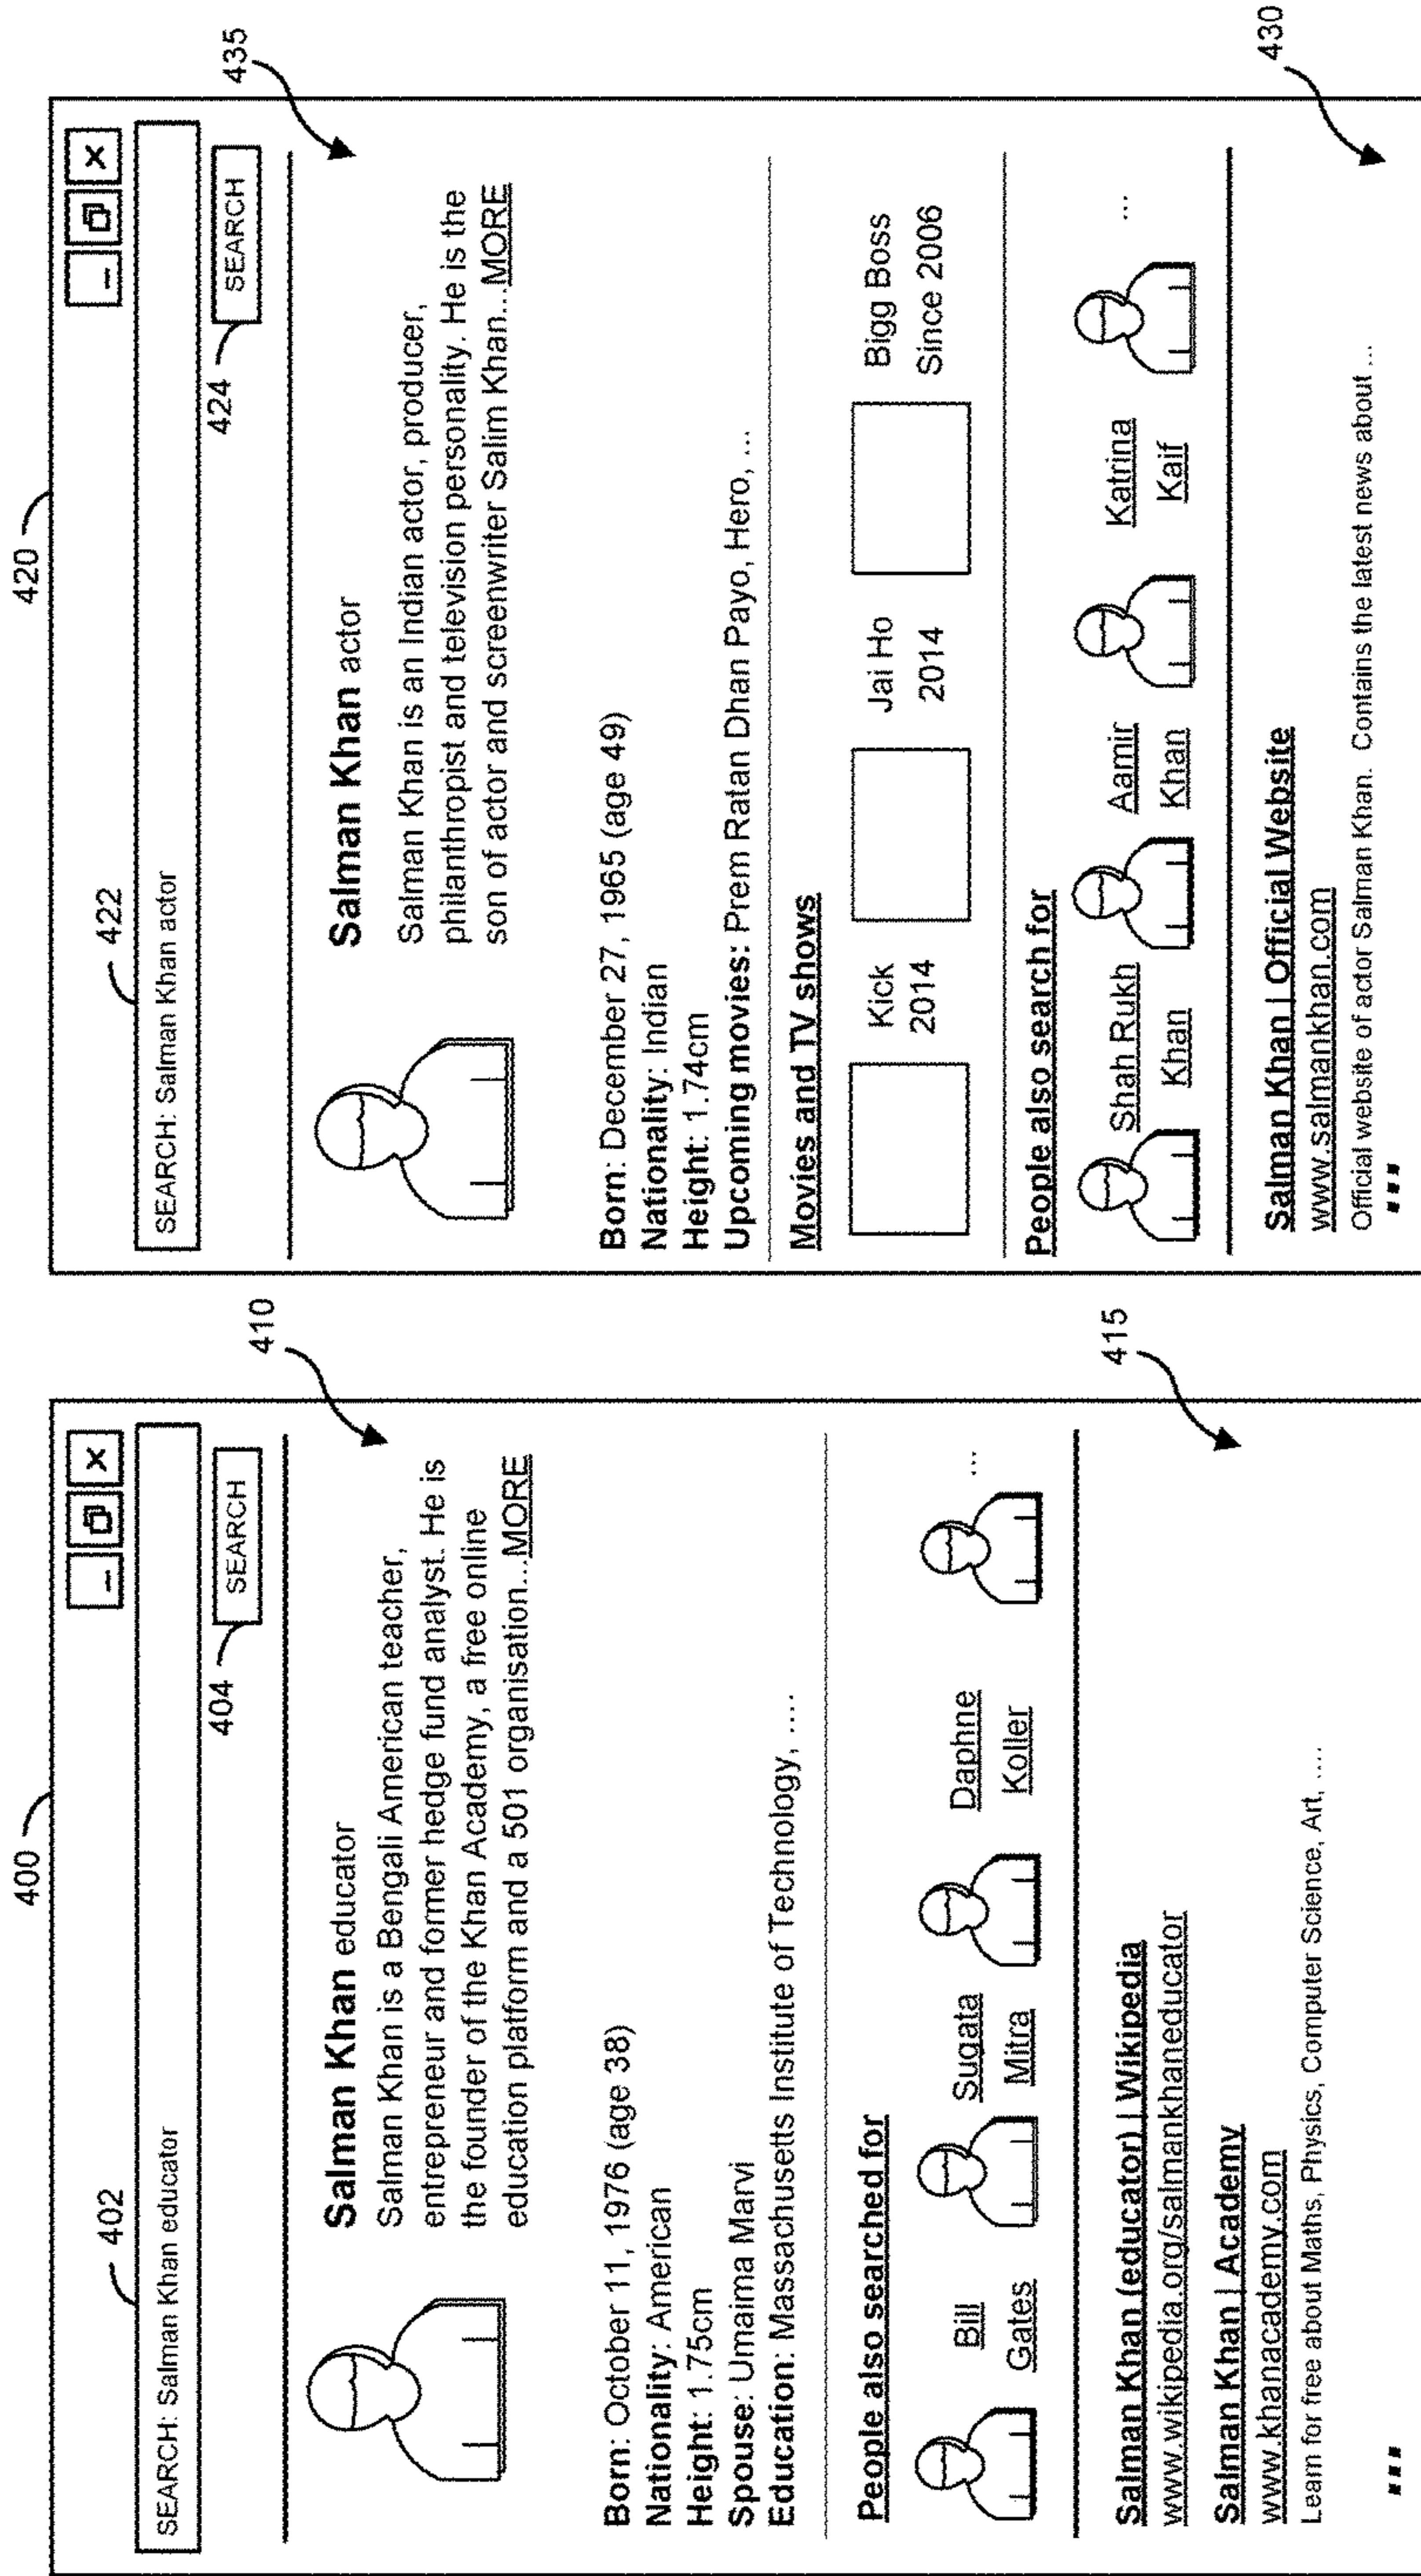 400
402
SEARCH: Salman Khan educator
_
X
404
SEARCH
410
Salman Khan educator
Salman Khan is a Bengali American teacher,
entrepreneur and former hedge fund analyst. He is
the founder of the Khan Academy, a free online
education platform and a 501 organisation...MORE
Born: October 11, 1976 (age 38)
Nationality: American
Height: 1.75cm
Spouse: Umaima Marvi
Education: Massachusetts Institute of Technology, ....
People also searched for
Bill
Gates
Sugata
Mitra
Daphne
Koller
...
415
Salman Khan (educator) | Wikipedia
www.wikipedia.org/salmankhaneducator
Salman Khan | Academy
www.khanacademy.com
Learn for free about Maths, Physics, Computer Science, Art, ....
...
420
422
SEARCH: Salman Khan actor
_
X
424
SEARCH
435
Salman Khan actor
Salman Khan is an Indian actor, producer,
philanthropist and television personality. He is the
son of actor and screenwriter Salim Khan...MORE
Born: December 27, 1965 (age 49)
Nationality: Indian
Height: 1.74cm
Upcoming movies: Prem Ratan Dhan Payo, Hero, ...
Movies and TV shows
Kick
2014
Jai Ho
2014
Bigg Boss
Since 2006
People also search for
Shah Rukh
Khan
Aamir
Khan
Katrina
Kaif
...
430
Salman Khan | Official Website
www.salmankhan.com
Official website of actor Salman Khan.  Contains the latest news about ...
...